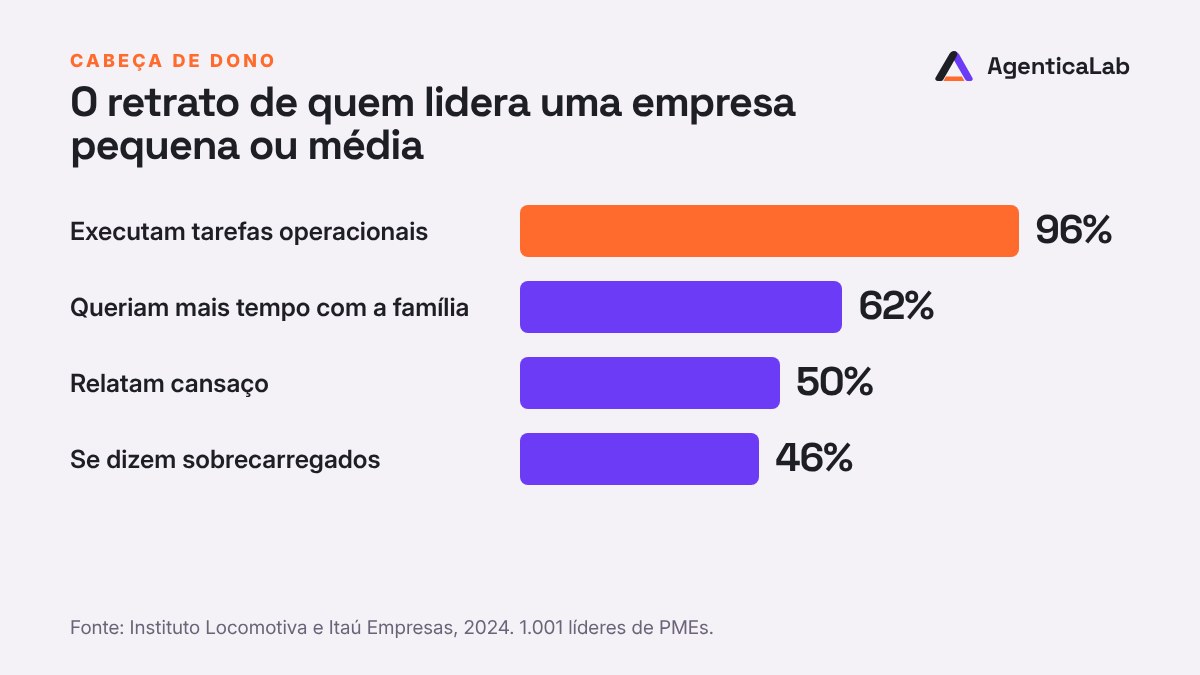 CABEÇA DE DONO
AgenticaLab
O retrato de quem lidera uma empresa
pequena ou média
Executam tarefas operacionais
96%
Queriam mais tempo com a família
62%
Relatam cansaço
50%
Se dizem sobrecarregados
46%
Fonte: Instituto Locomotiva e Itaú Empresas, 2024. 1.001 líderes de PMEs.